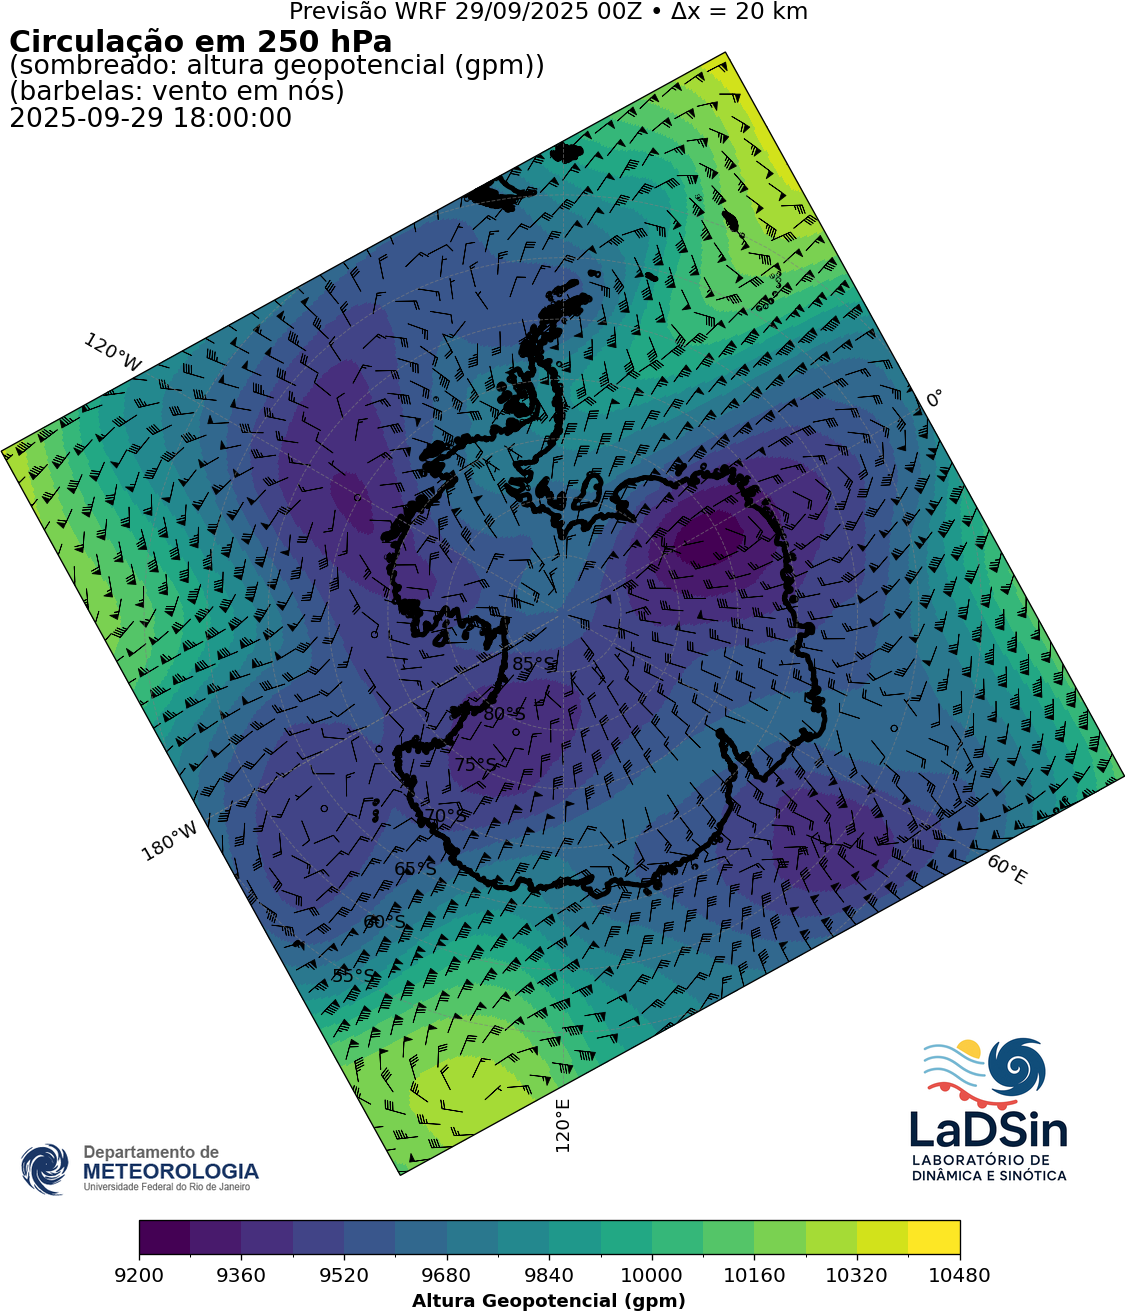 Previsão WRF 29/09/2025 00Z • Δx = 20 km
Circulação em 250 hPa
(sombreado: altura geopotencial (gpm))
(barbelas: vento em nós)
2025-09-29 18:00:00
120°W
0°
85°S
80°S
75°S
70°S
180°W
65°S
60°E
60°S
55°S
120°E
LaDSin
LABORATÓRIO DE
DINÂMICA E SINÓTICA
Departamento de
METEOROLOGIA
Universidade Federal do Rio de Janeiro
9200 9360 9520 9680 9840 10000 10160 10320 10480
Altura Geopotencial (gpm)